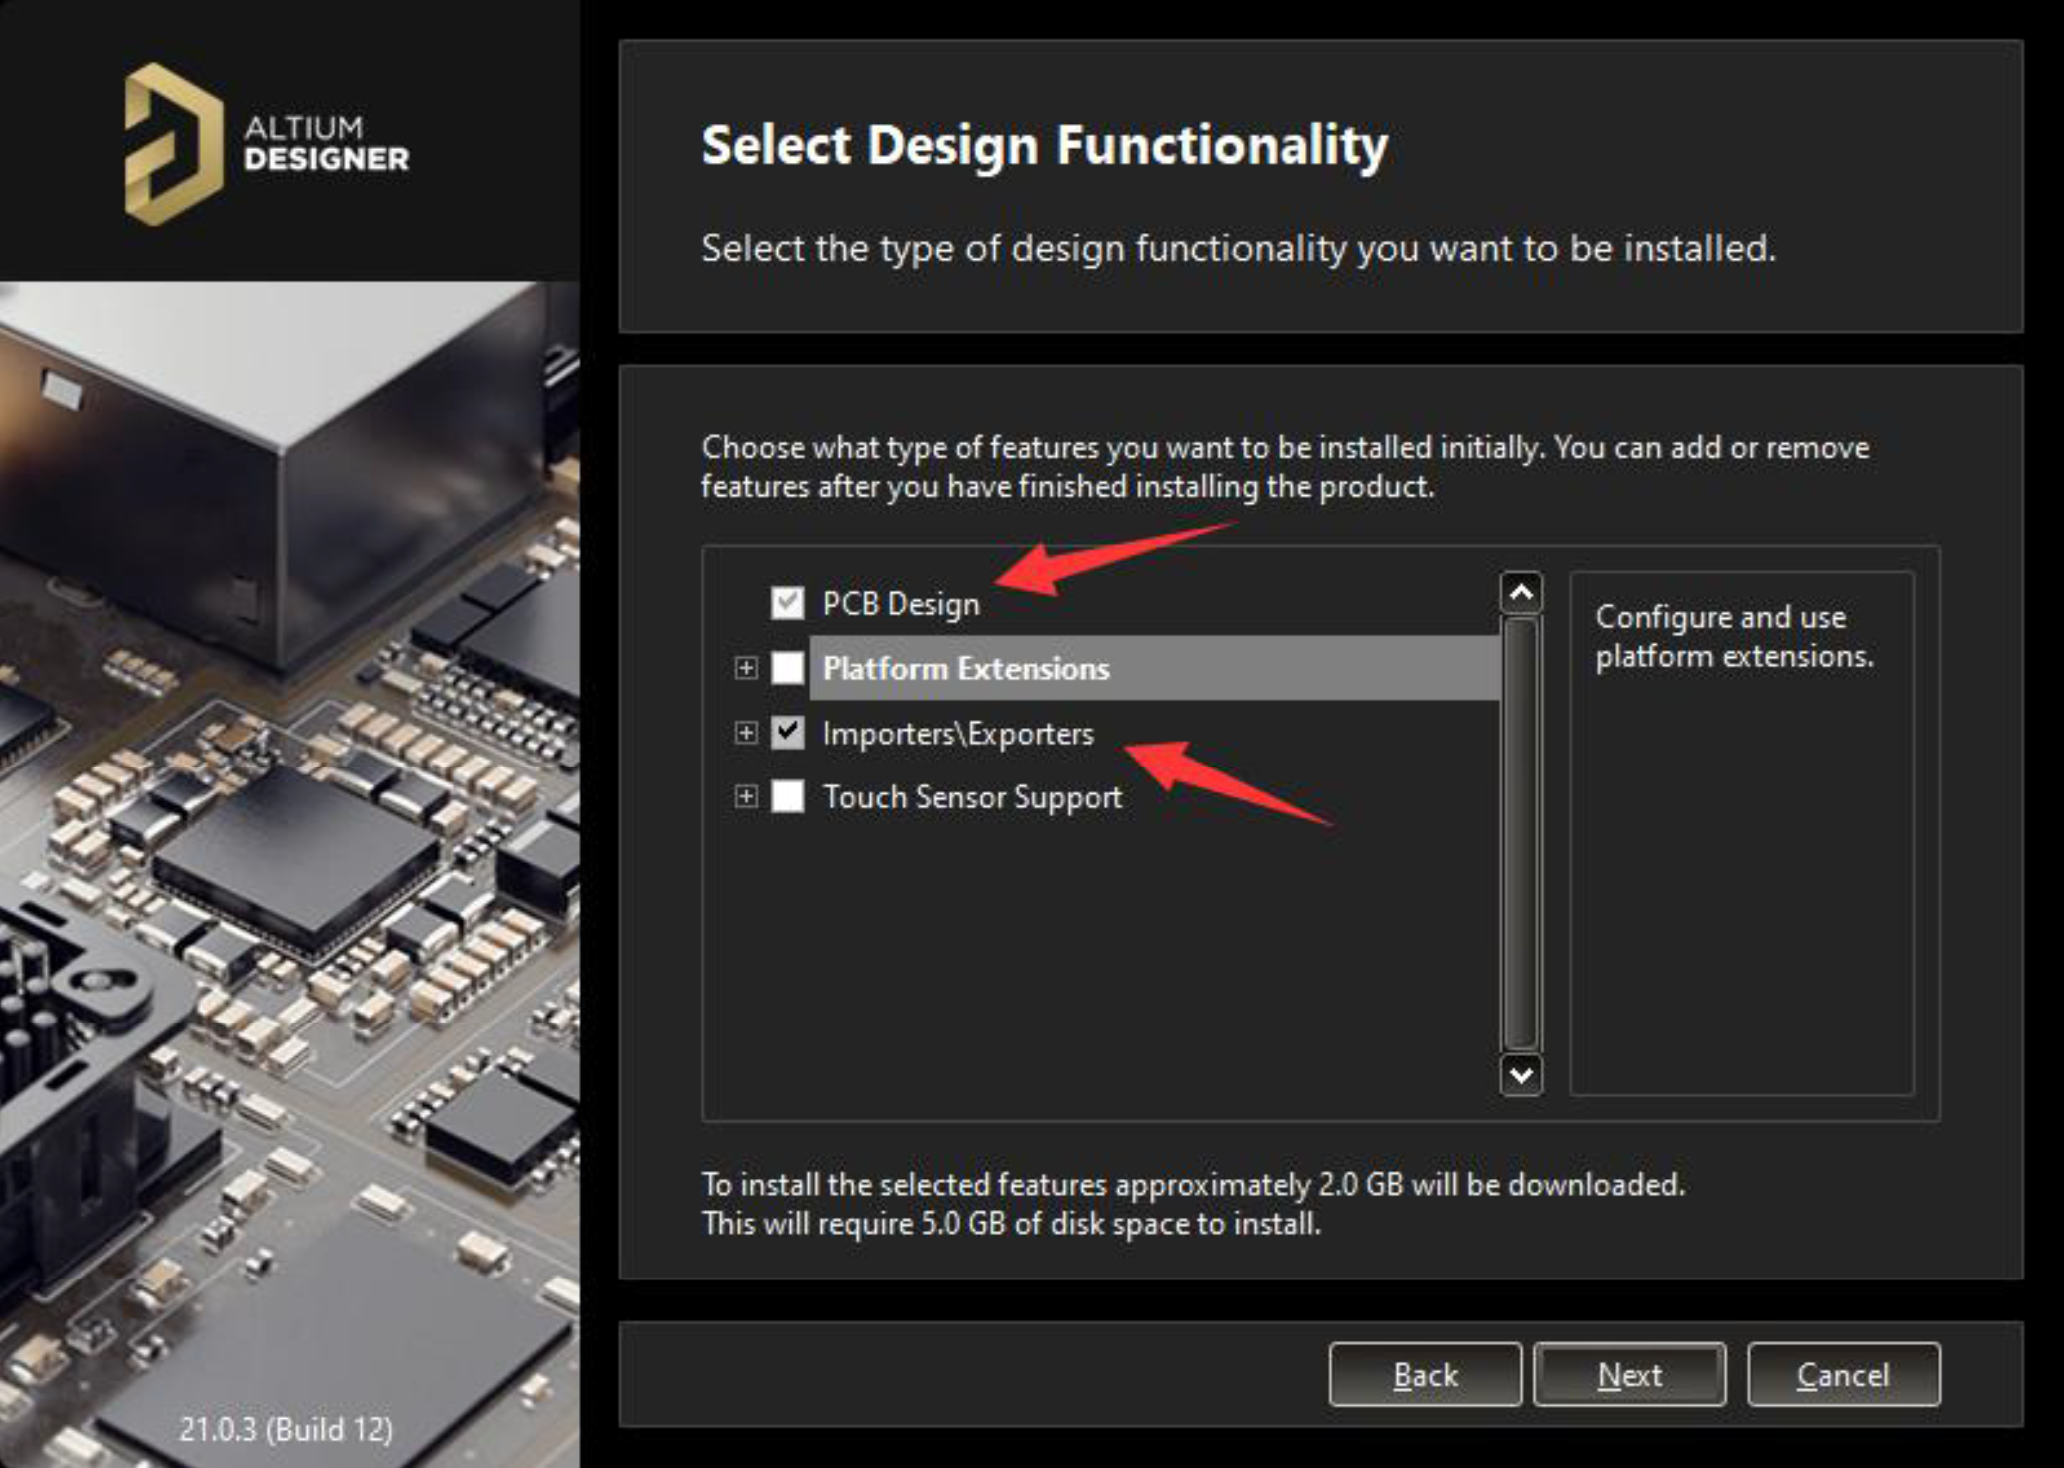 ALTIUM
DESIGNER
Select Design Functionality
Select the type of design functionality you want to be installed.
Choose what type of features you want to be installed initially. You can add or remove
features after you have finished installing the product.
PCB Design
Platform Extensions
Importers\Exporters
Touch Sensor Support
Configure and use
platform extensions.
To install the selected features approximately 2.0 GB will be downloaded.
This will require 5.0 GB of disk space to install.
Back
Next
Cancel
21.0.3 (Build 12)